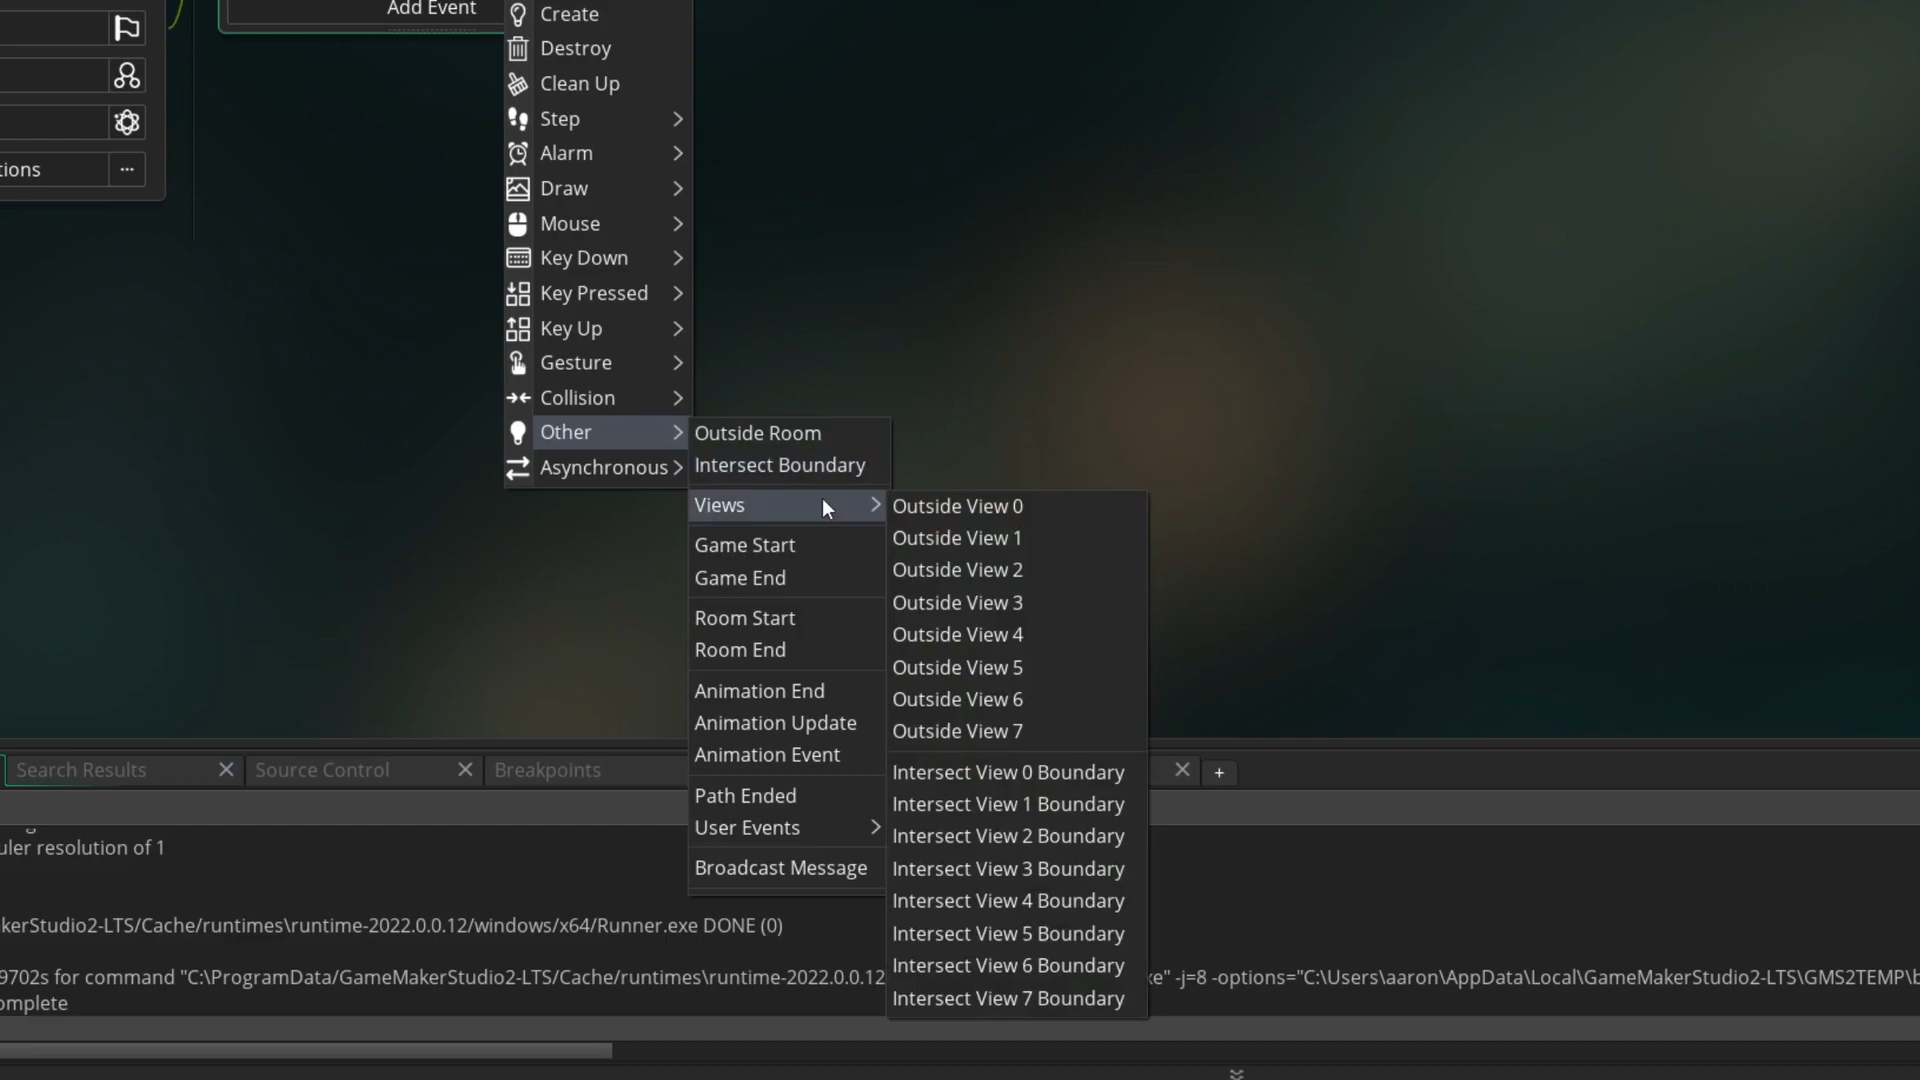 Add Event
Create
Destroy
Clean Up
Step
Alarm
tions
Draw
Mouse
Key Down
Key Pressed
Key Up
Gesture
Collision
Other
Asynchronous
Outside Room
Intersect Boundary
Views
Game Start
Game End
Room Start
Room End
Animation End
Animation Update
Animation Event
Path Ended
User Events
Broadcast Message
Outside View 0
Outside View 1
Outside View 2
Outside View 3
Outside View 4
Outside View 5
Outside View 6
Outside View 7
Intersect View 0 Boundary
Intersect View 1 Boundary
Intersect View 2 Boundary
Intersect View 3 Boundary
Intersect View 4 Boundary
Intersect View 5 Boundary
Intersect View 6 Boundary
Intersect View 7 Boundary
Search Results
Source Control
Breakpoints
uler resolution of 1
kerStudio2-LTS/Cache/runtimes\runtime-2022.0.0.12/windows/x64/Runner.exe DONE (0)
9702s for command "C:\ProgramData/GameMakerStudio2-LTS/Cache/runtimes\runtime-2022.0.0.12 xe" -j=8 -options="C:\Users\aaron\AppData\Local\GameMakerStudio2-LTS\GMS2TEMP\b
omplete